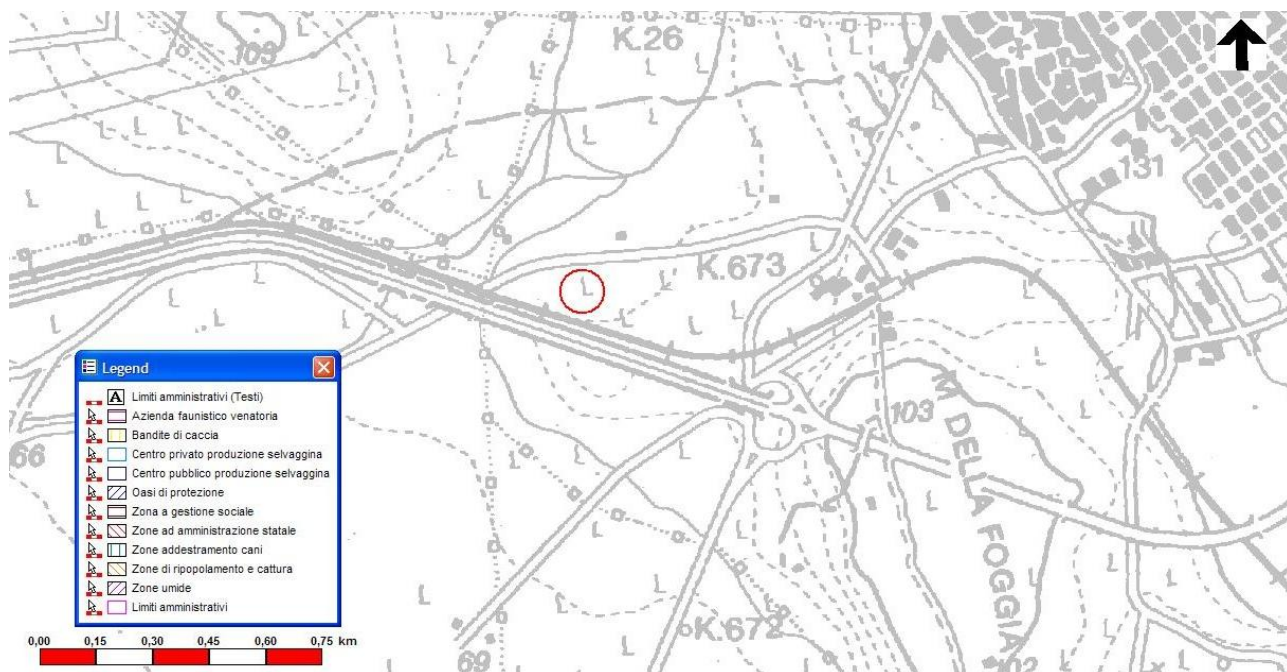 103
K.26
131
K.673
M. DELLA FOGGIA
103
66
Legend
A Limiti amministrativi (Testi)
Azienda faunistico venatoria
Bandite di caccia
Centro privato produzione selvaggina
Centro pubblico produzione selvaggina
Oasi di protezione
Zona a gestione sociale
Zone ad amministrazione statale
Zone addestramento cani
Zone di ripopolamento e cattura
Zone umide
Limiti amministrativi
K.672
0,00 0,15 0,30 0,45 0,60 0,75 km
69
102